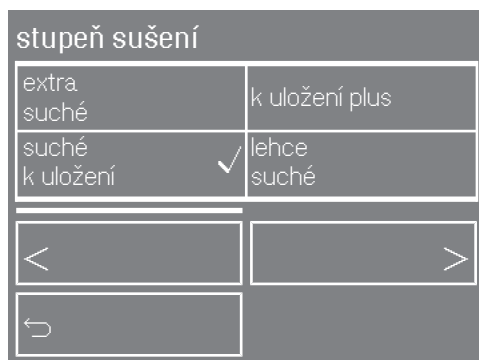 stupeň sušení
extra
suché
k uložení plus
suché
k uložení
lehce
suché
<
>